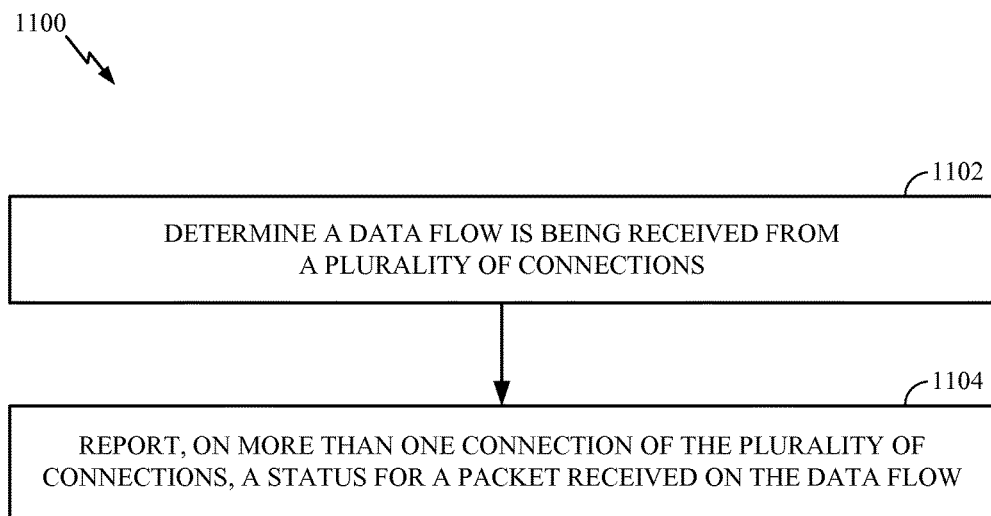 1100
1102
DETERMINE A DATA FLOW IS BEING RECEIVED FROM
A PLURALITY OF CONNECTIONS
1104
REPORT, ON MORE THAN ONE CONNECTION OF THE PLURALITY OF
CONNECTIONS, A STATUS FOR A PACKET RECEIVED ON THE DATA FLOW